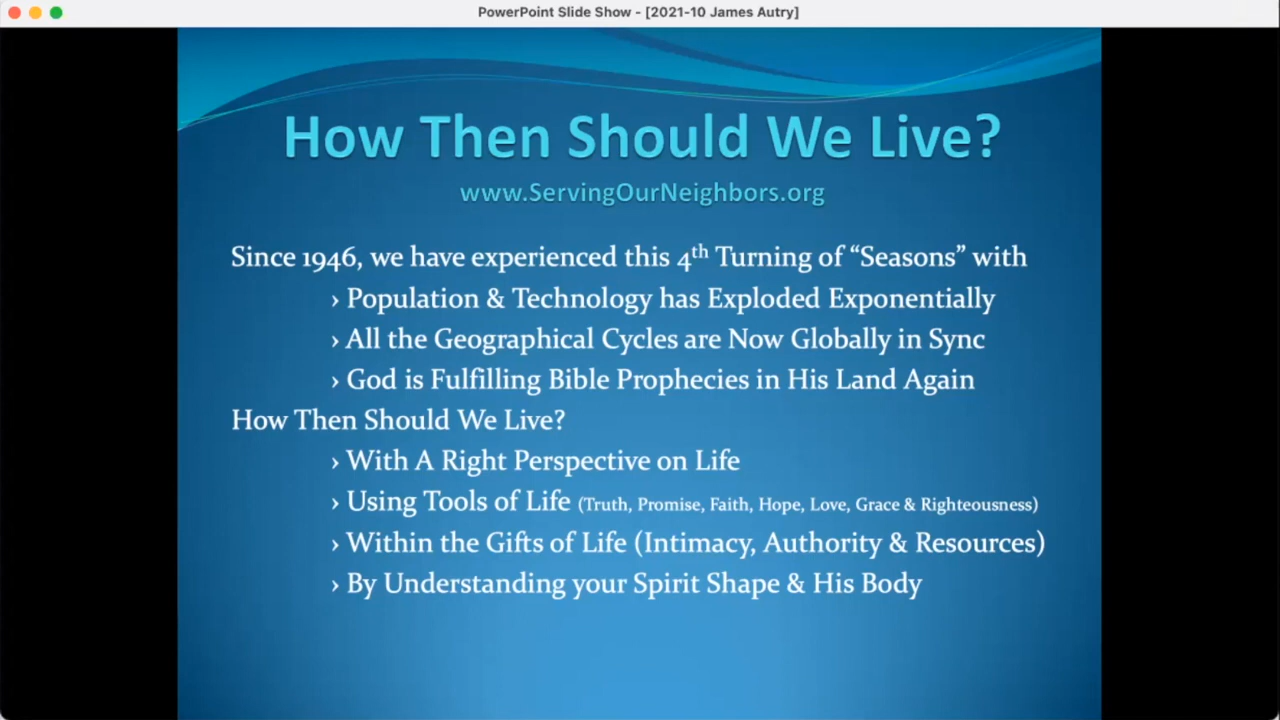 PowerPoint Slide Show - [2021-10 James Autry]
How Then Should We Live?
www.ServingOurNeighbors.org
Since 1946, we have experienced this 4th Turning of “Seasons” with
› Population & Technology has Exploded Exponentially
› All the Geographical Cycles are Now Globally in Sync
› God is Fulfilling Bible Prophecies in His Land Again
How Then Should We Live?
› With A Right Perspective on Life
› Using Tools of Life (Truth, Promise, Faith, Hope, Love, Grace & Righteousness)
› Within the Gifts of Life (Intimacy, Authority & Resources)
› By Understanding your Spirit Shape & His Body